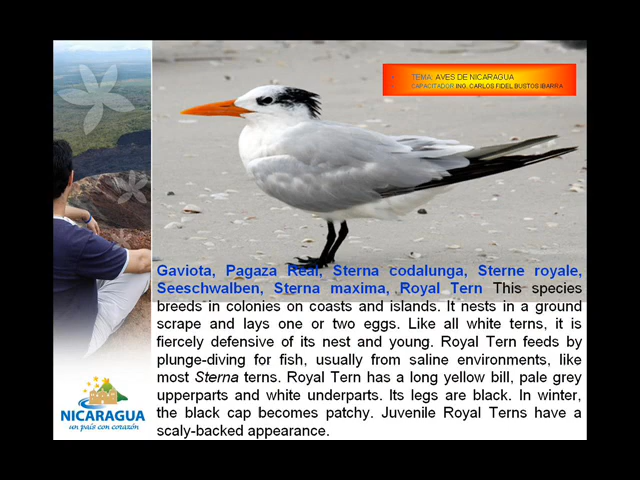 TEMA: AVES DE NICARAGUA
CAPACITADOR:ING. CARLOS FIDEL BUSTOS IBARRA
Gaviota, Pagaza Real, Sterna codalunga, Sterne royale,
Seeschwalben, Sterna maxima, Royal Tern This species
breeds in colonies on coasts and islands. It nests in a ground
scrape and lays one or two eggs. Like all white terns, it is
fiercely defensive of its nest and young. Royal Tern feeds by
plunge-diving for fish, usually from saline environments, like
most Sterna terns. Royal Tern has a long yellow bill, pale grey
upperparts and white underparts. Its legs are black. In winter,
the black cap becomes patchy. Juvenile Royal Terns have a
scaly-backed appearance.
NICARAGUA
un país con corazón